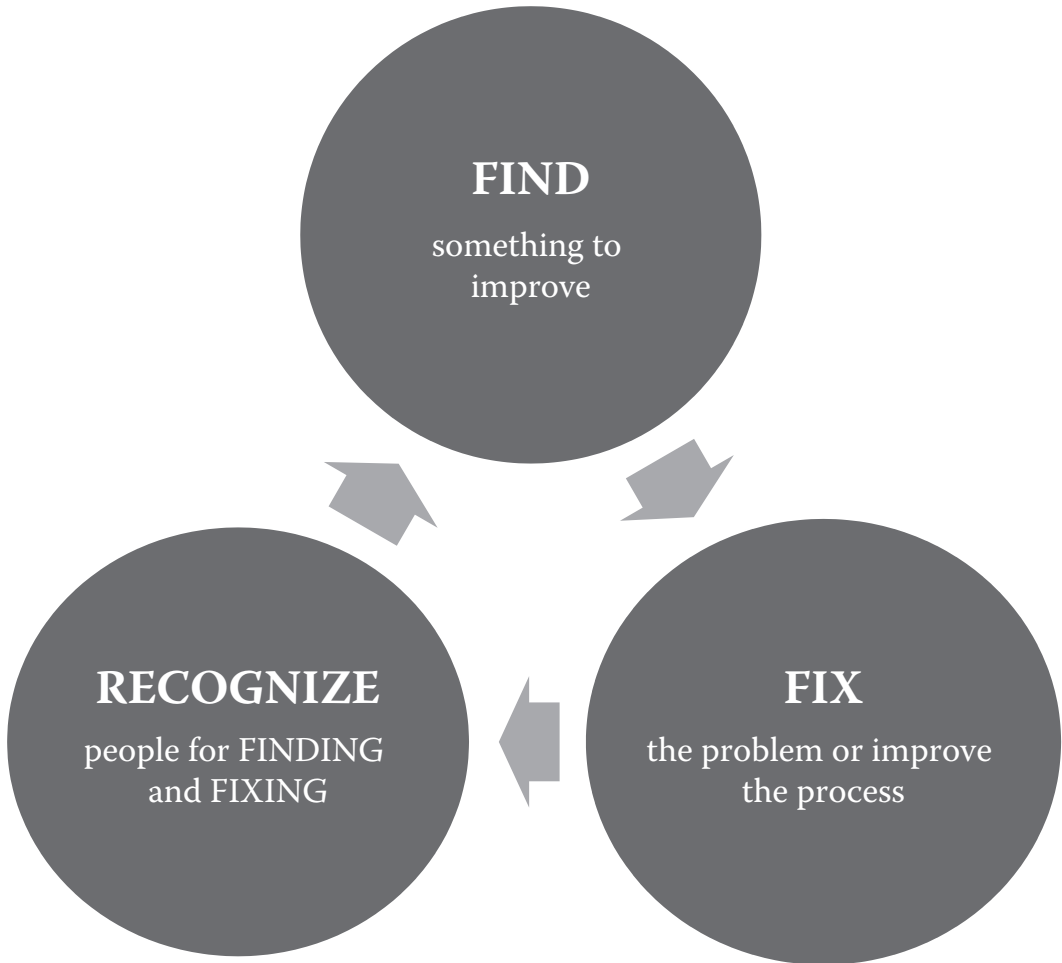 FIND
something to
improve
FIX
the problem or improve
the process
RECOGNIZE
people for FINDING
and FIXING